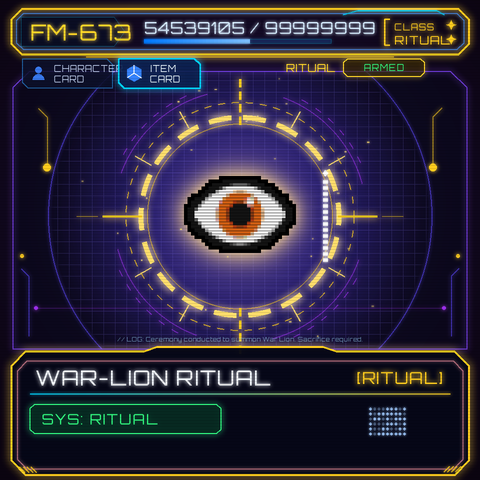 FM-673
54539105 / 99999999
CLASS
RITUAL
CHARACTER
CARD
ITEM
CARD
RITUAL
ARMED
// LOG: Ceremony conducted to summon War Lion. Sacrifice required.
WAR-LION RITUAL
[RITUAL]
SYS: RITUAL